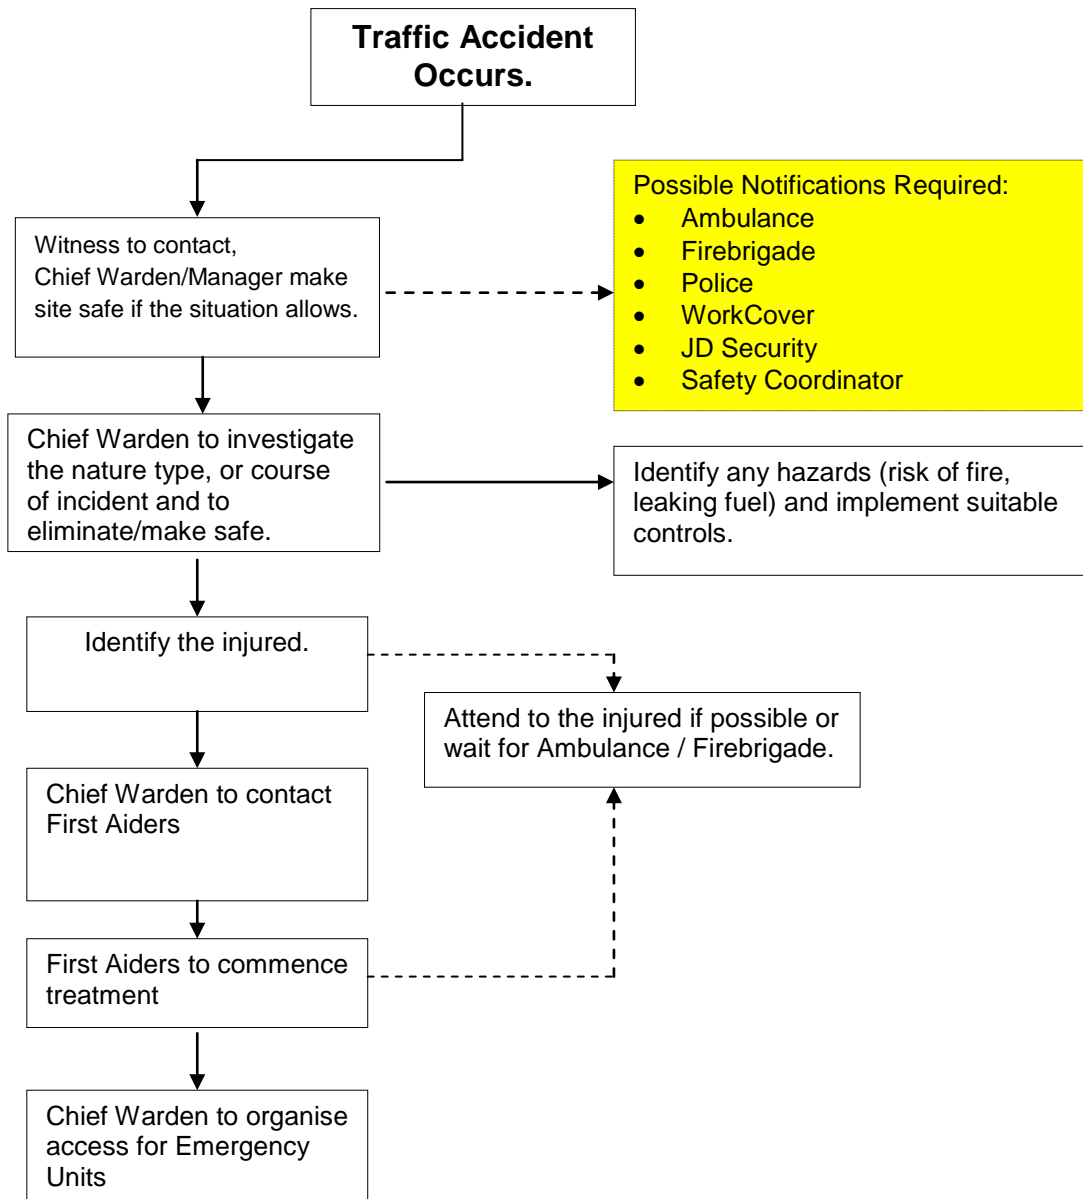 Traffic Accident
Occurs.
Witness to contact,
Chief Warden/Manager make
site safe if the situation allows.
Possible Notifications Required:
• Ambulance
• Firebrigade
• Police
• WorkCover
• JD Security
• Safety Coordinator
Chief Warden to investigate
the nature type, or course
of incident and to
eliminate/make safe.
Identify any hazards (risk of fire,
leaking fuel) and implement suitable
controls.
Identify the injured.
Attend to the injured if possible or
wait for Ambulance / Firebrigade.
Chief Warden to contact
First Aiders
First Aiders to commence
treatment
Chief Warden to organise
access for Emergency
Units